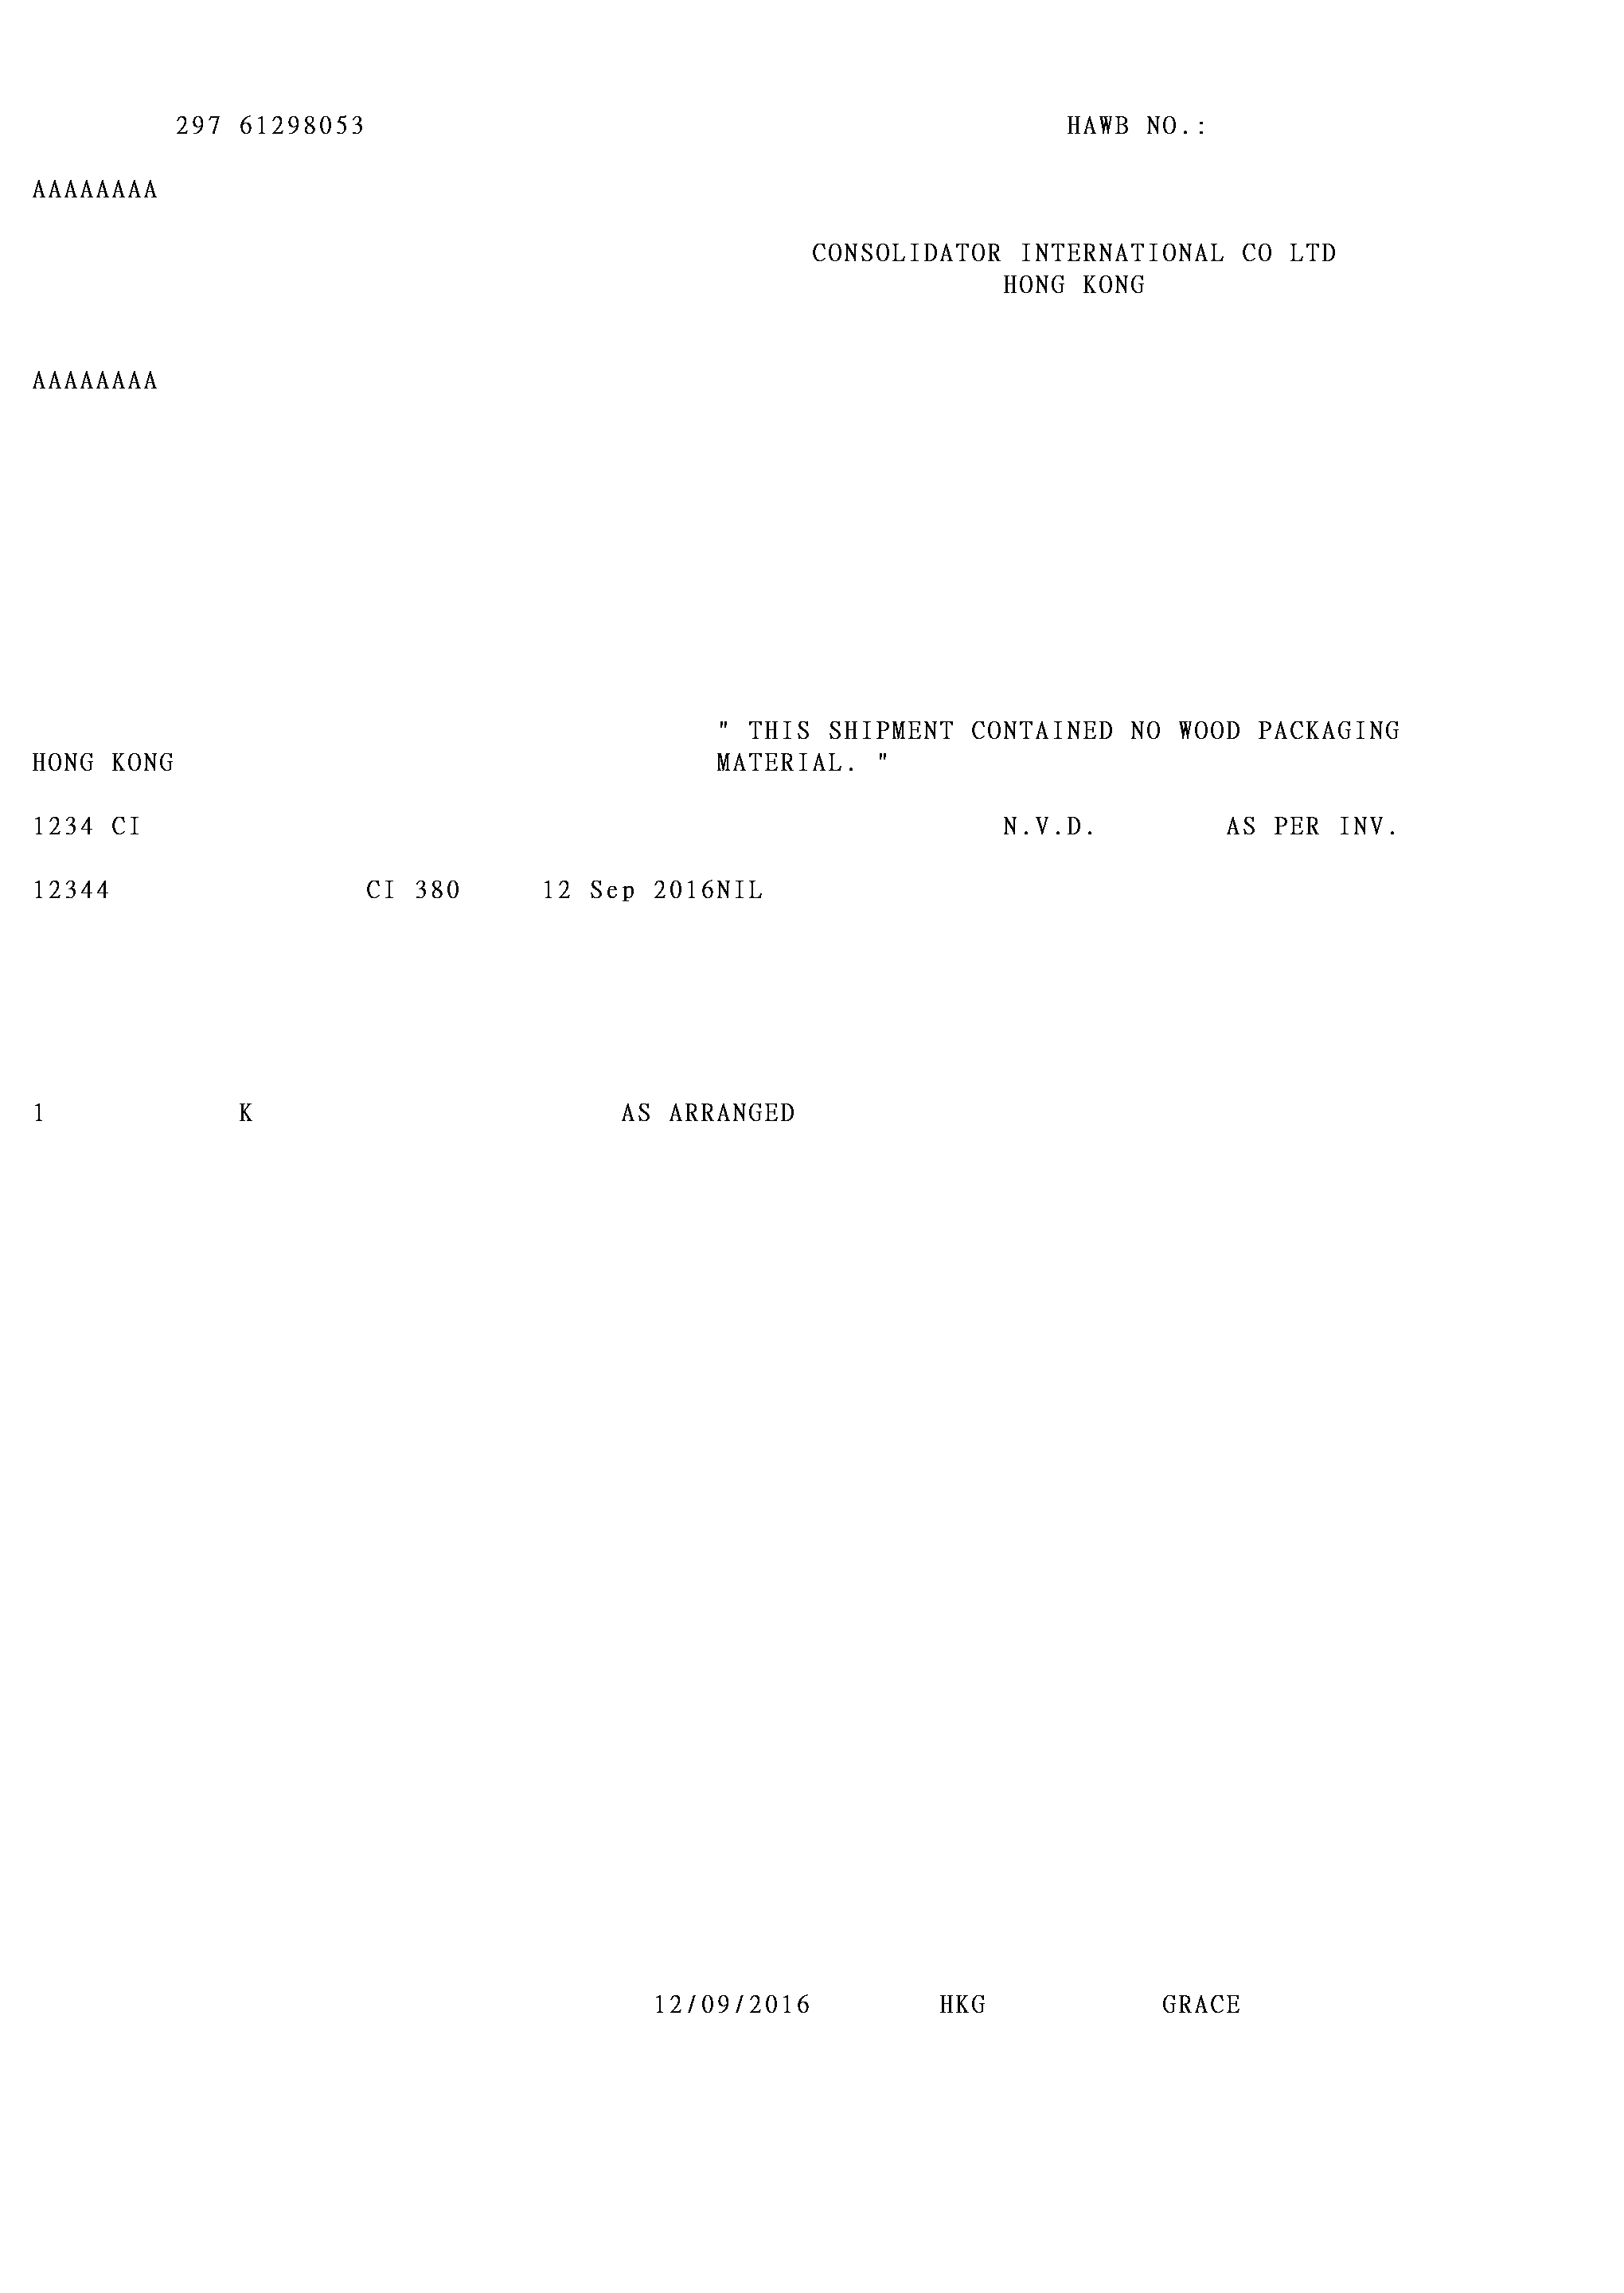 297 61298053 HAWB NO.:
AAAAAAAA
CONSOLIDATOR INTERNATIONAL CO LTD
HONG KONG
AAAAAAAA
" THIS SHIPMENT CONTAINED NO WOOD PACKAGING
HONG KONG MATERIAL. "
1234 CI N.V.D. AS PER INV.
12344 CI 380 12 Sep 2016NIL
1 K AS ARRANGED
12/09/2016 HKG GRACE